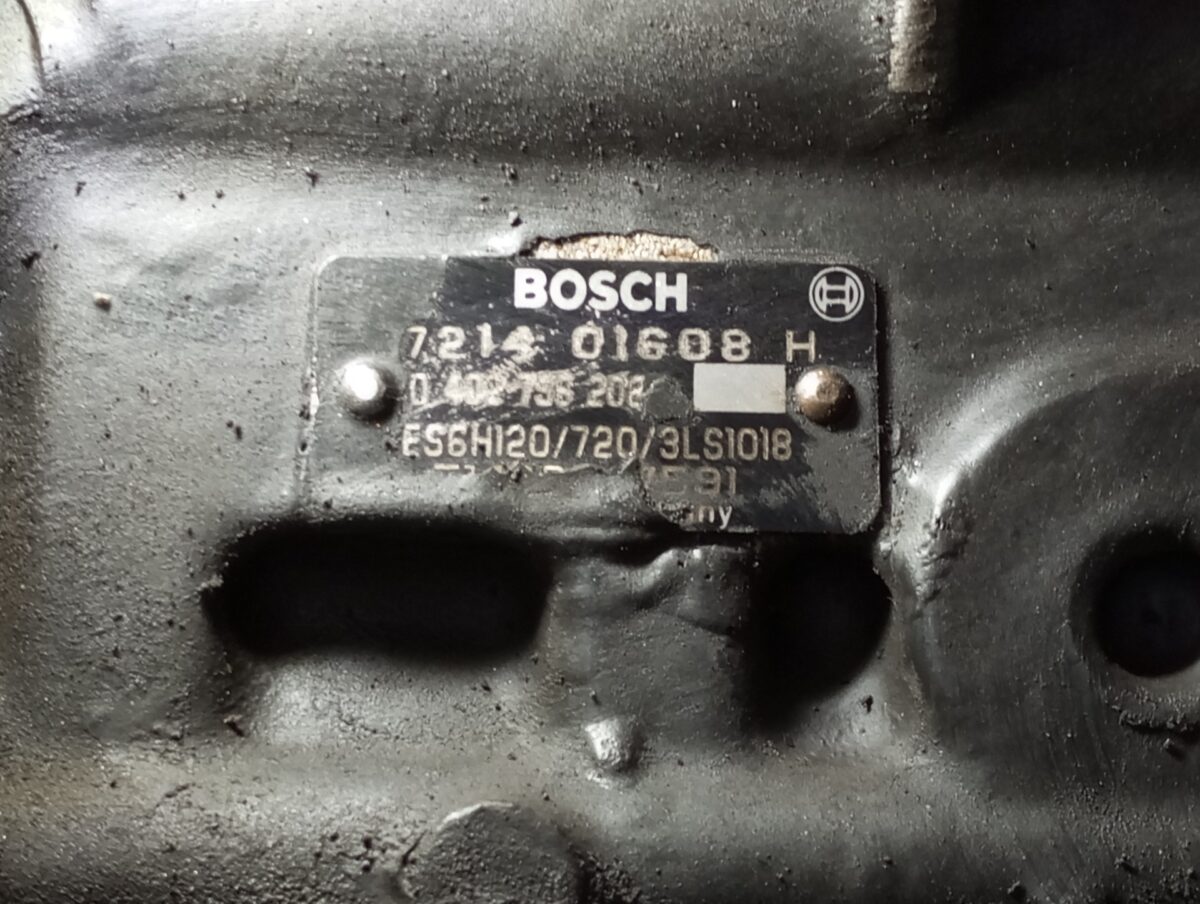 BOSCH
7214 01608 H
0 402 736 202
ES6H120/720/3LS1018